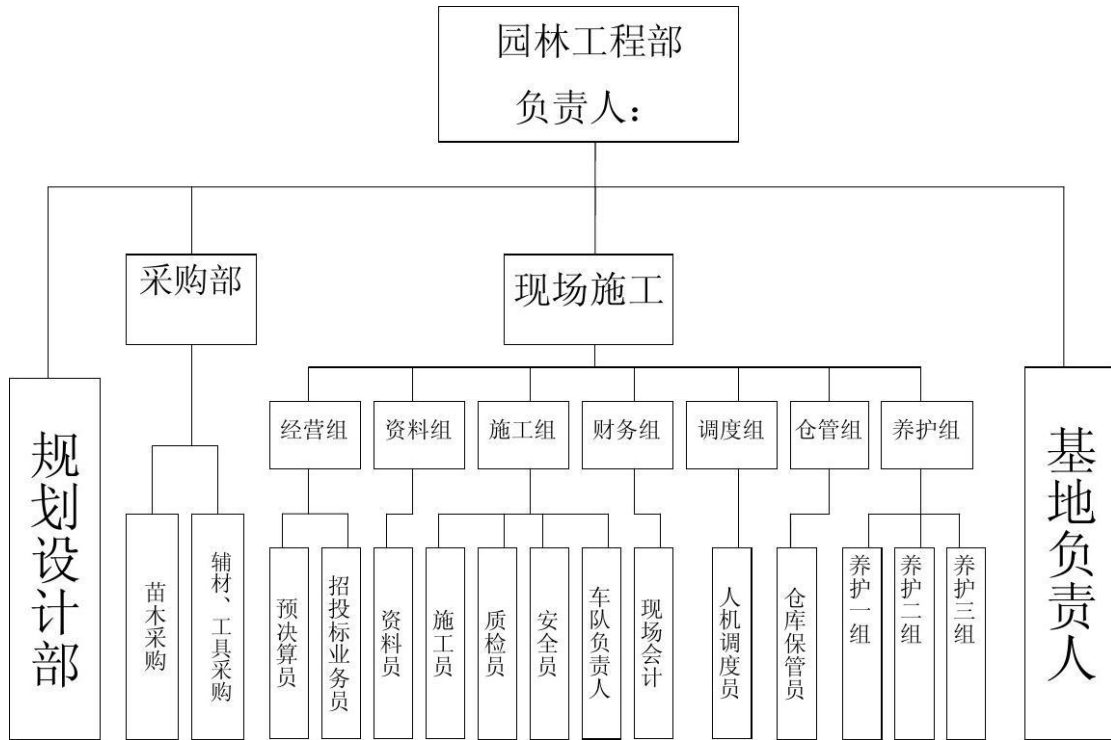 园林工程部
负责人：
采购部
现场施工
规划设计部
基地负责人
经营组
资料组
施工组
财务组
调度组
仓管组
养护组
苗木采购
辅材、工具采购
预决算员
招投标业务员
资料员
施工员
质检员
安全员
车队负责人
现场会计
人机调度员
仓库保管员
养护一组
养护二组
养护三组